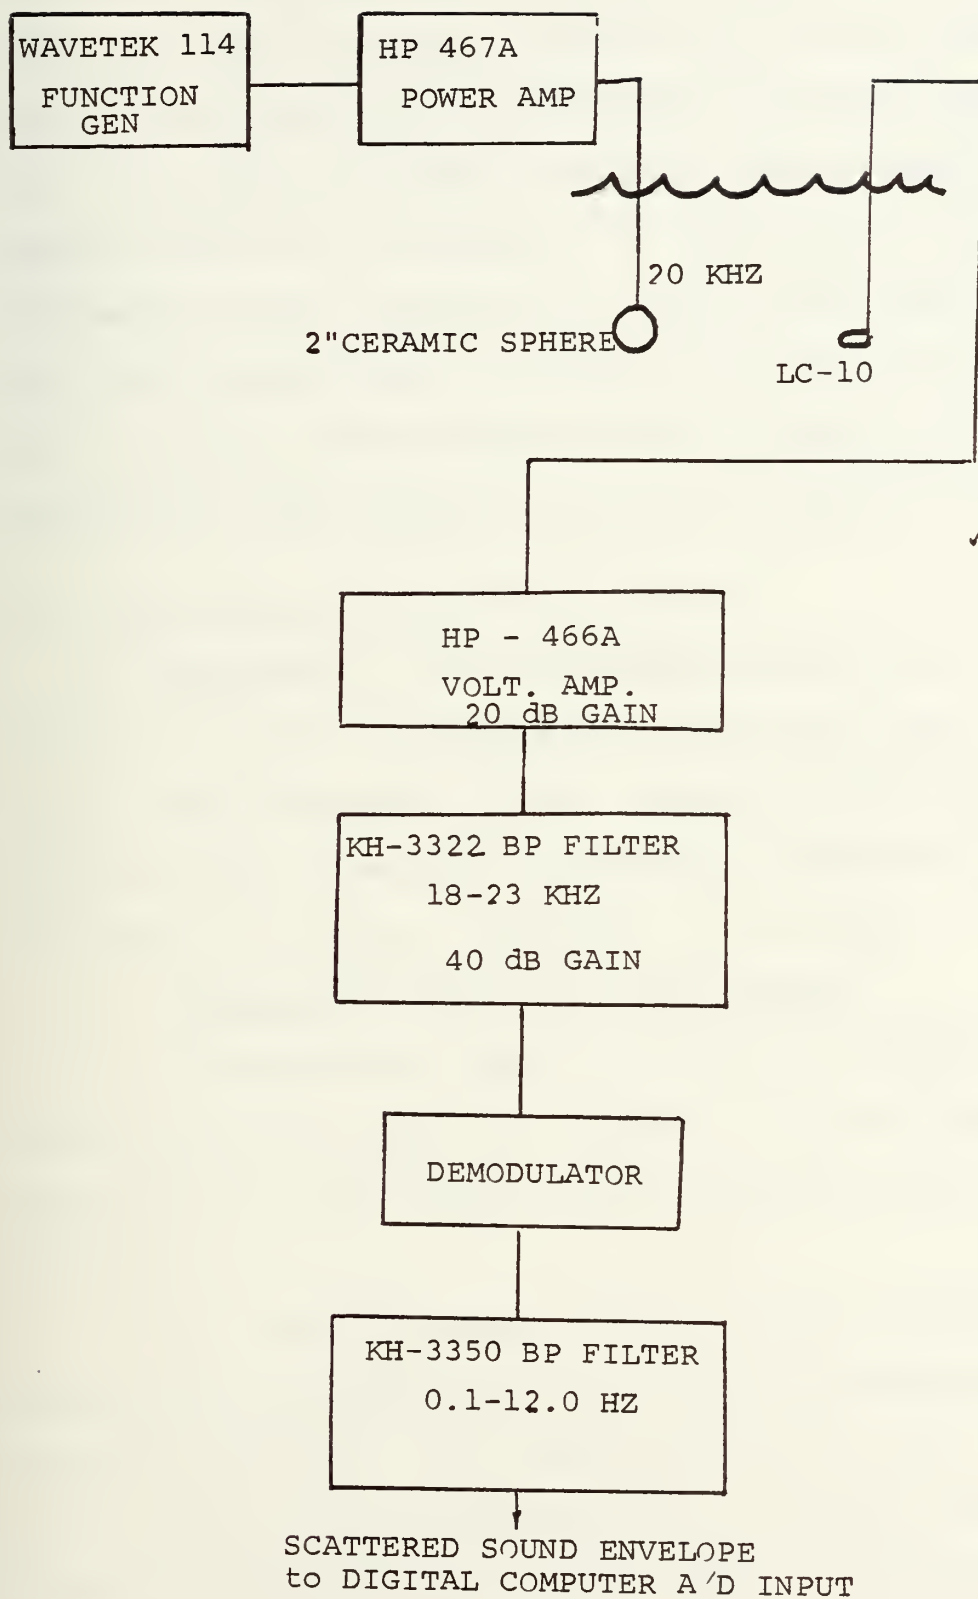 WAVETEK 114
FUNCTION
GEN
HP 467A
POWER AMP
20 KHZ
2"CERAMIC SPHERE
LC-10
HP - 466A
VOLT. AMP.
20 dB GAIN
KH-3322 BP FILTER
18-23 KHZ
40 dB GAIN
DEMODULATOR
KH-3350 BP FILTER
0.1-12.0 HZ
SCATTERED SOUND ENVELOPE
to DIGITAL COMPUTER A/D INPUT